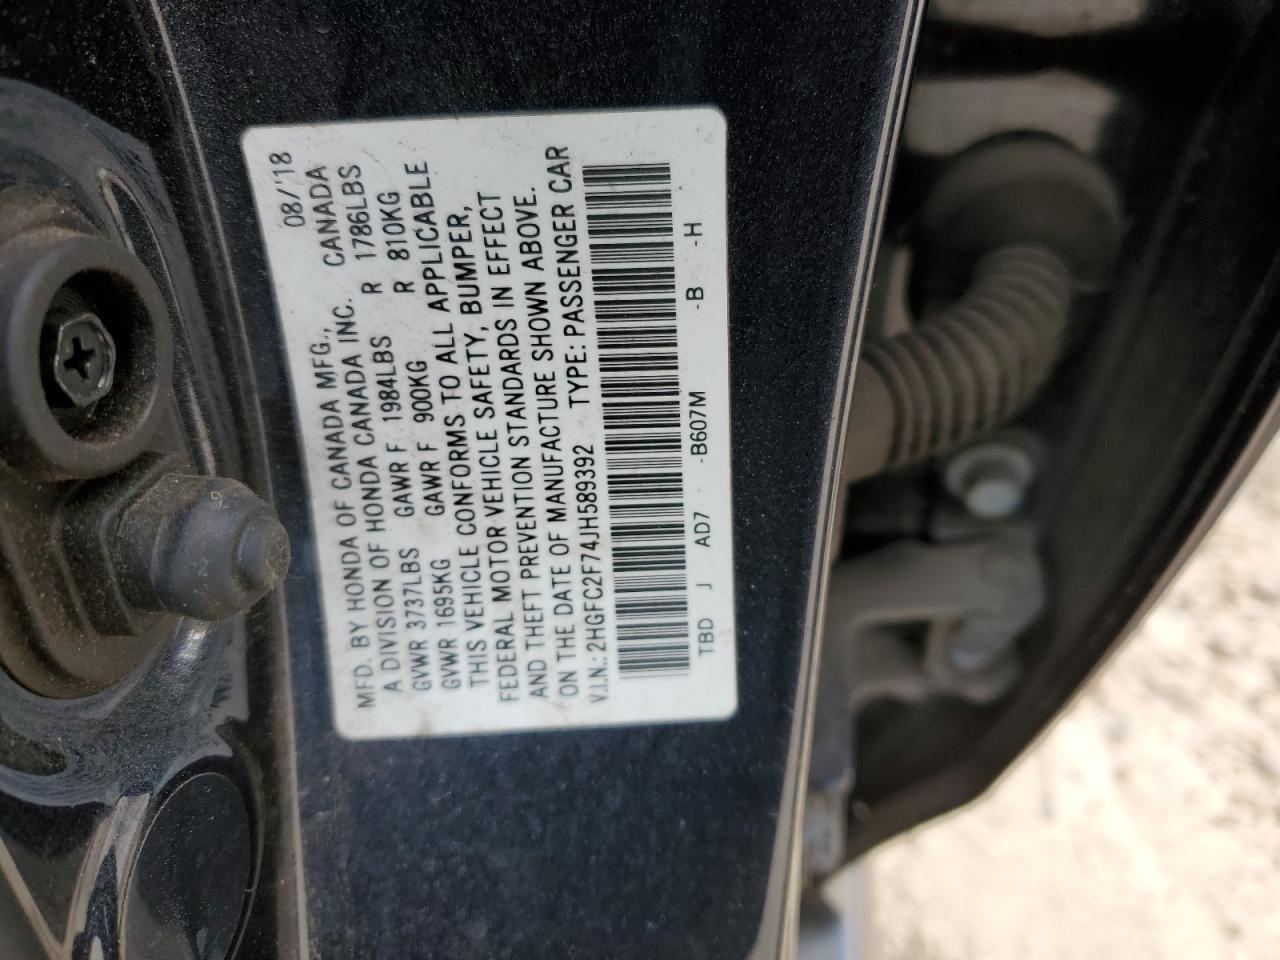 08/'18
MFD. BY HONDA OF CANADA MFG., CANADA
A DIVISION OF HONDA CANADA INC.
GVWR 3737LBS GAWR F 1984LBS R 1786LBS
GVWR 1695KG GAWR F 900KG R 810KG
THIS VEHICLE CONFORMS TO ALL APPLICABLE
FEDERAL MOTOR VEHICLE SAFETY, BUMPER,
AND THEFT PREVENTION STANDARDS IN EFFECT
ON THE DATE OF MANUFACTURE SHOWN ABOVE.
V.I.N.: 2HGFC2F74JH589392 TYPE: PASSENGER CAR
TBD J AD7 -B607M -B -H